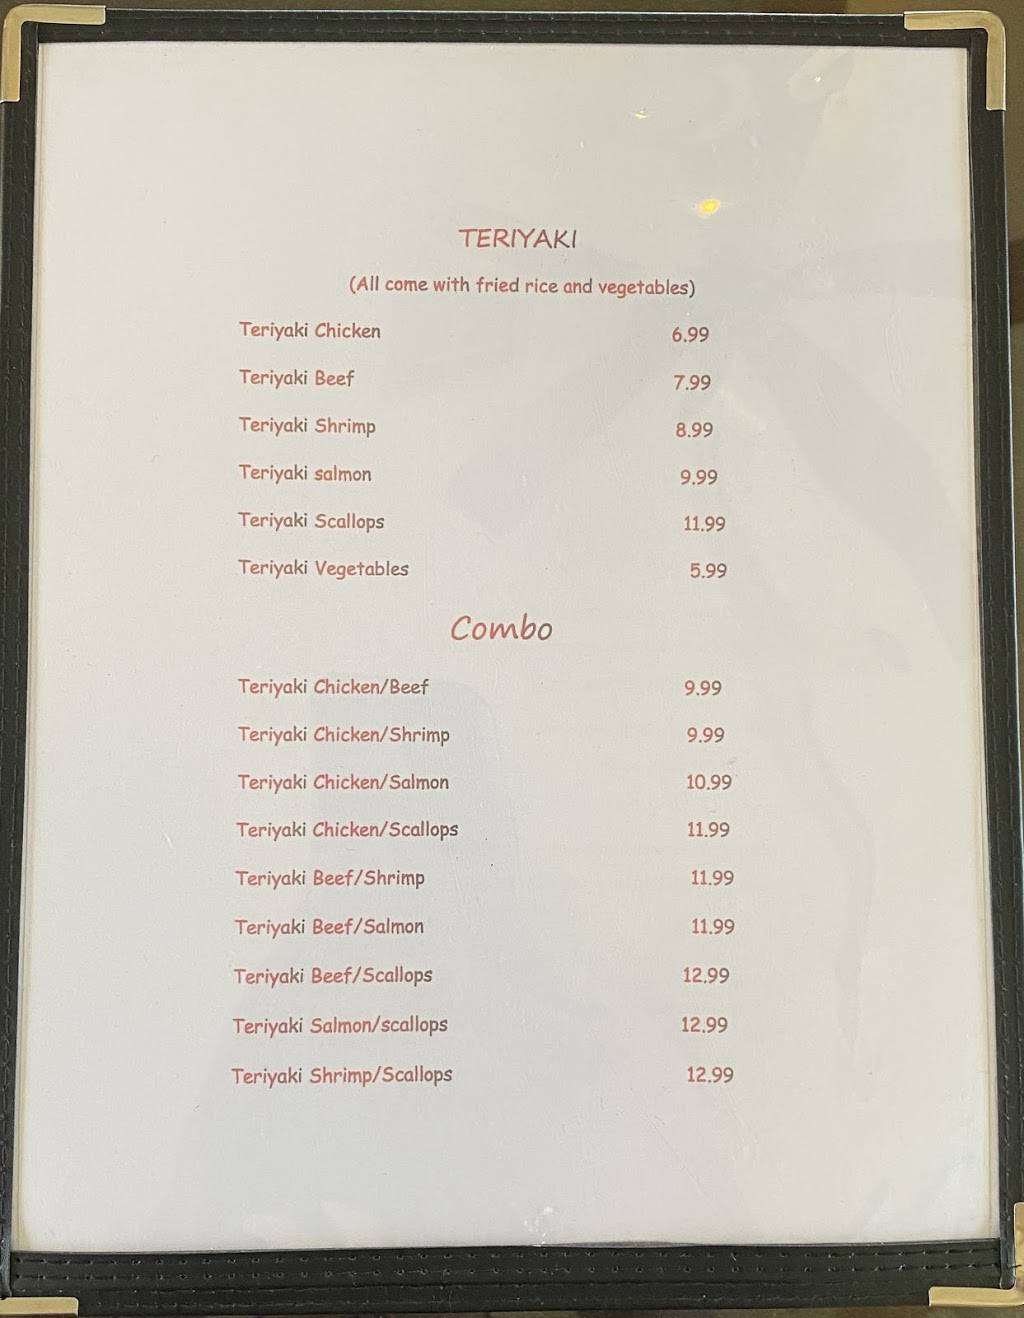 TERIYAKI
(All come with fried rice and vegetables)
Teriyaki Chicken 6.99
Teriyaki Beef 7.99
Teriyaki Shrimp 8.99
Teriyaki salmon 9.99
Teriyaki Scallops 11.99
Teriyaki Vegetables 5.99
Combo
Teriyaki Chicken/Beef 9.99
Teriyaki Chicken/Shrimp 9.99
Teriyaki Chicken/Salmon 10.99
Teriyaki Chicken/Scallops 11.99
Teriyaki Beef/Shrimp 11.99
Teriyaki Beef/Salmon 11.99
Teriyaki Beef/Scallops 12.99
Teriyaki Salmon/scallops 12.99
Teriyaki Shrimp/Scallops 12.99